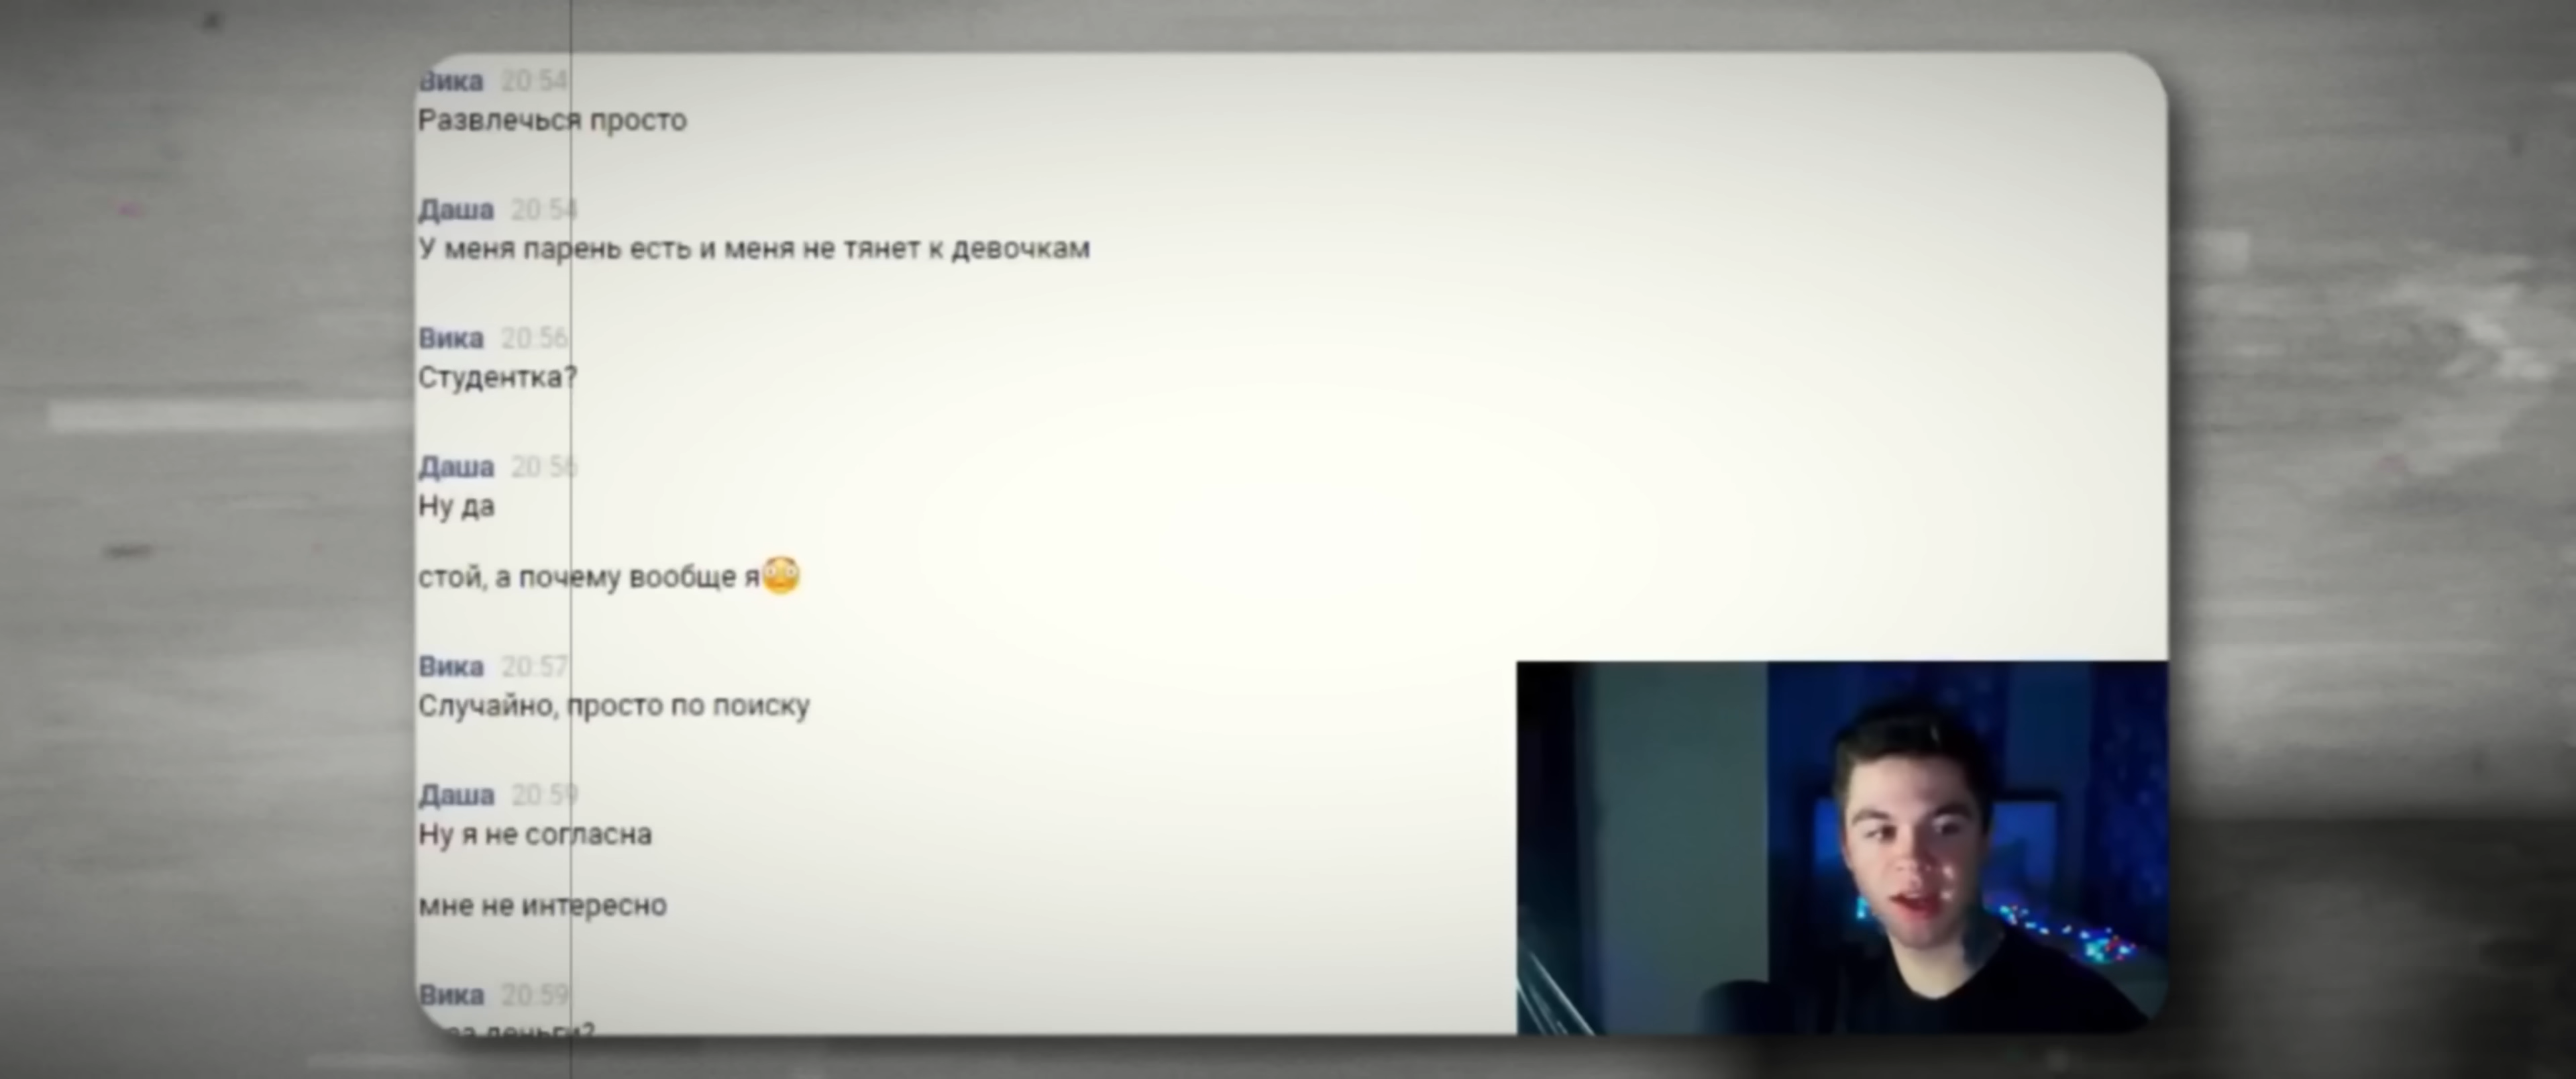 Вика 20:54
Развлечься просто
Даша 20:54
У меня парень есть и меня не тянет к девочкам
Вика 20:56
Студентка?
Даша 20:56
Ну да
стой, а почему вообще я😳
Вика 20:57
Случайно, просто по поиску
Даша 20:59
Ну я не согласна
мне не интересно
Вика 20:59
за деньги?